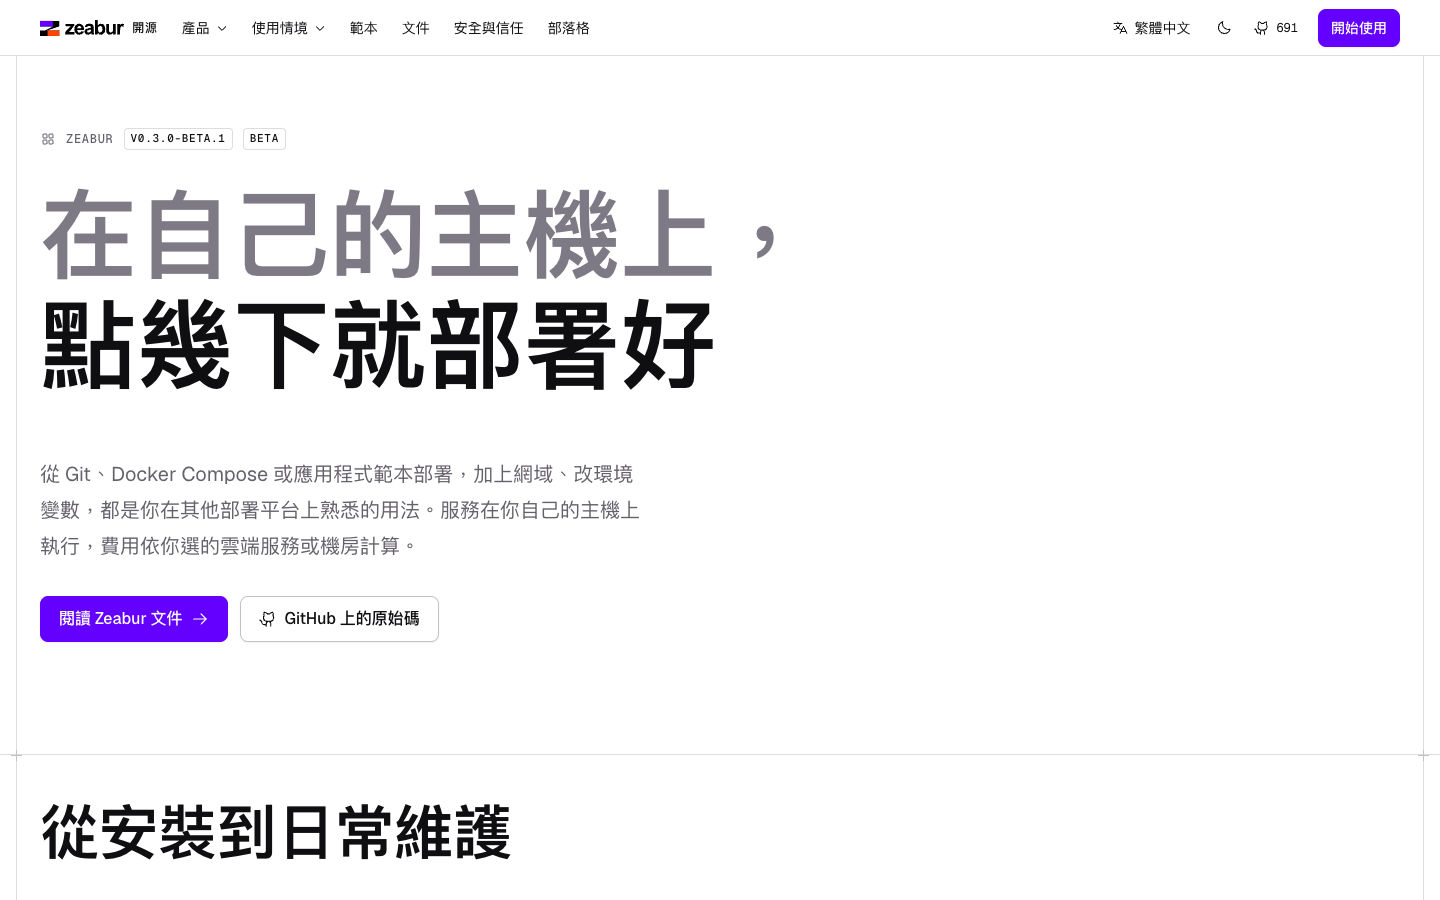 zeabur 開源 產品 使用情境 範本 文件 安全與信任 部落格 繁體中文 691 開始使用
ZEABUR V0.3.0-BETA.1 BETA
在自己的主機上，
點幾下就部署好
從 Git、Docker Compose 或應用程式範本部署，加上網域、改環境
變數，都是你在其他部署平台上熟悉的用法。服務在你自己的主機上
執行，費用依你選的雲端服務或機房計算。
閱讀 Zeabur 文件 → GitHub 上的原始碼
從安裝到日常維護